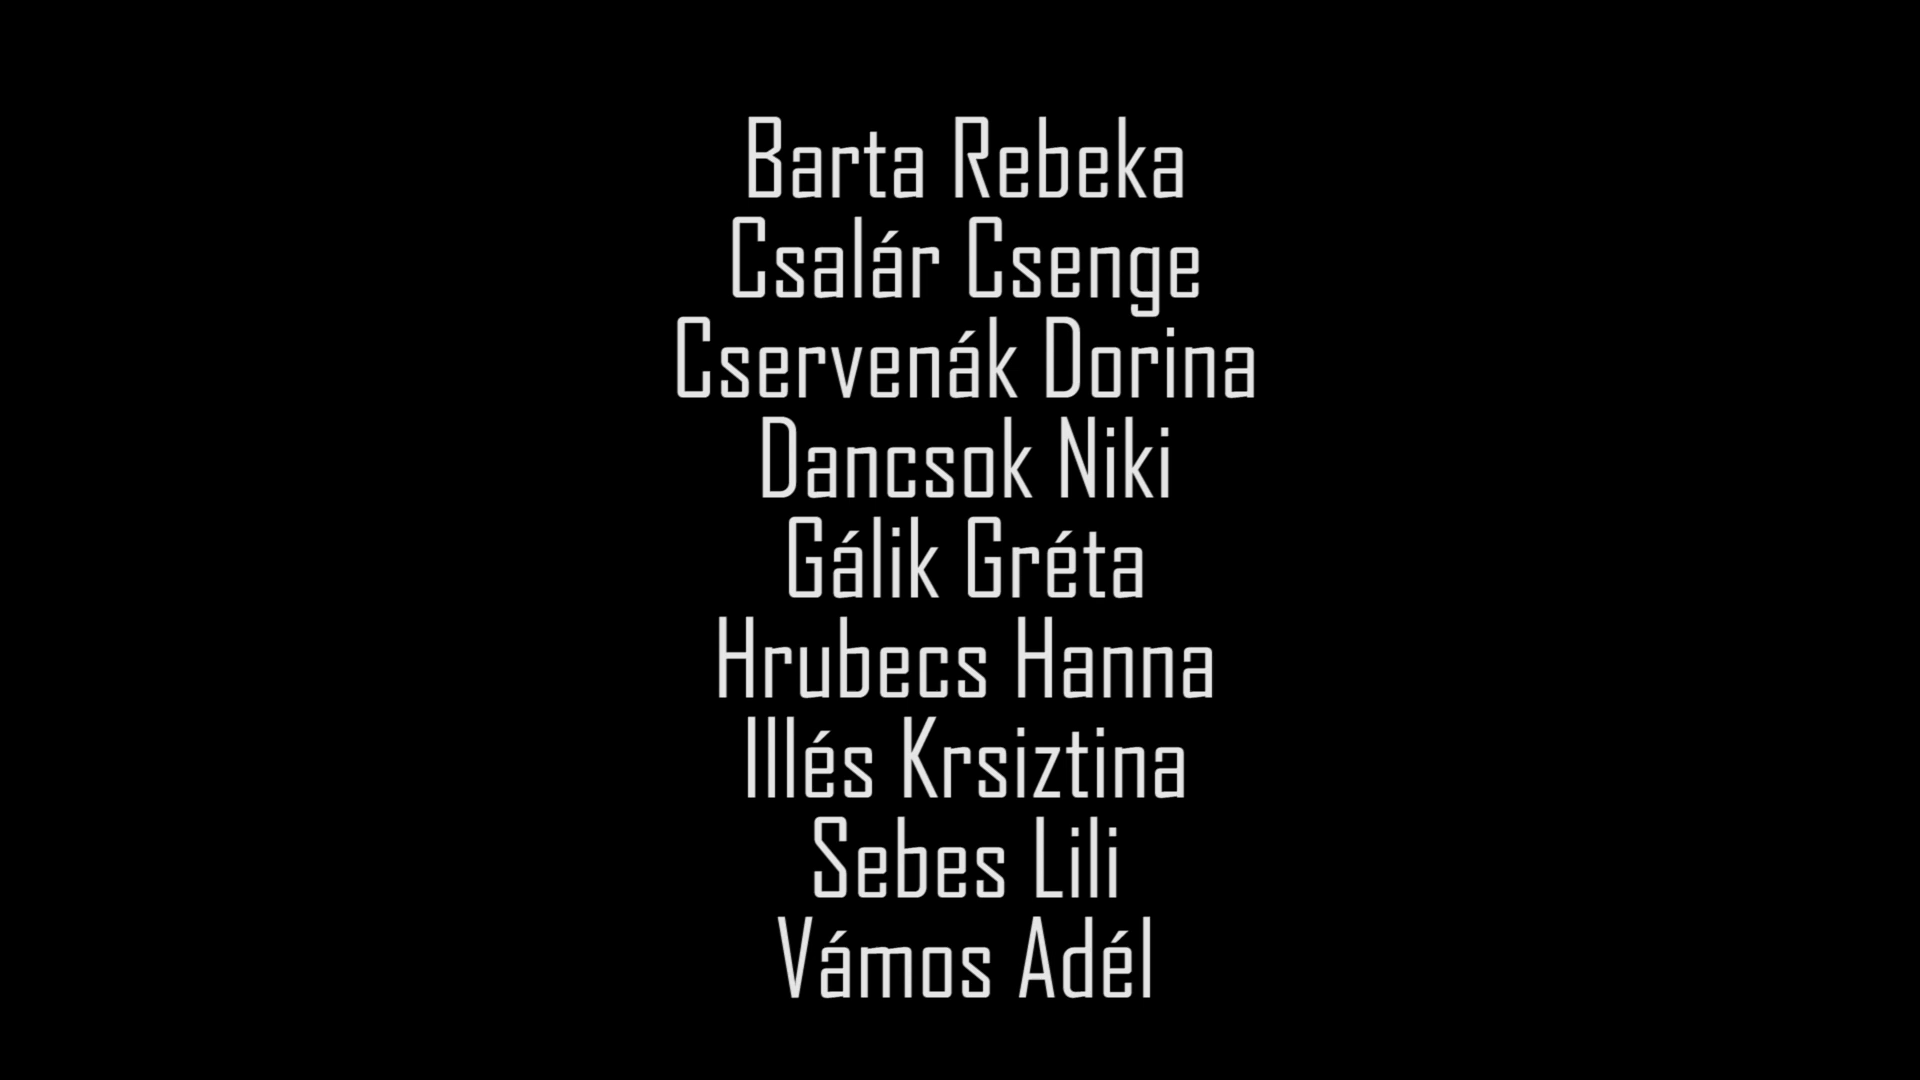 Barta Rebeka
Csalár Csenge
Cservenák Dorina
Dancsok Niki
Gálik Gréta
Hrubecs Hanna
Illés Krsiztina
Sebes Lili
Vámos Adél